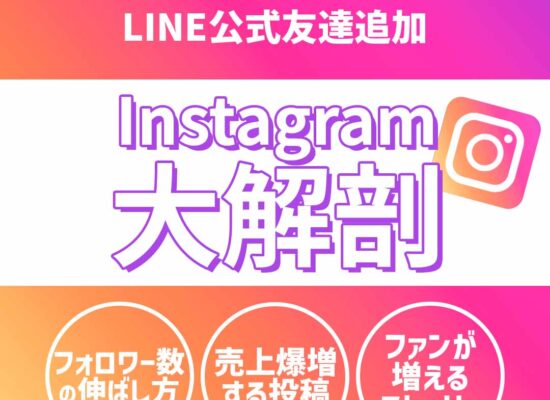 LINE公式友達追加
Instagram
大解剖
フォロワー数
の伸ばし方
売上爆増
する投稿
ファンが
増える